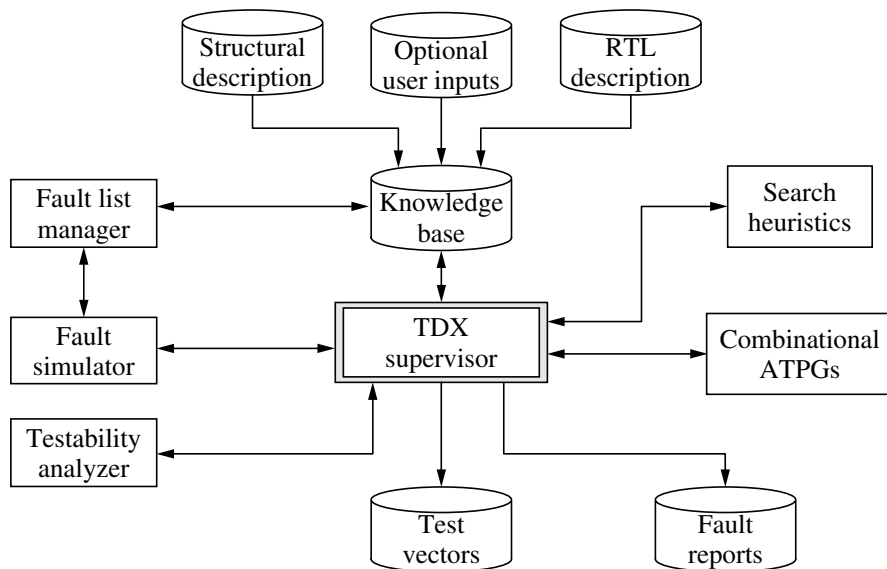 Structural
description
Optional
user inputs
RTL
description
Fault list
manager
Knowledge
base
Search
heuristics
Fault
simulator
TDX
supervisor
Combinational
ATPGs
Testability
analyzer
Test
vectors
Fault
reports